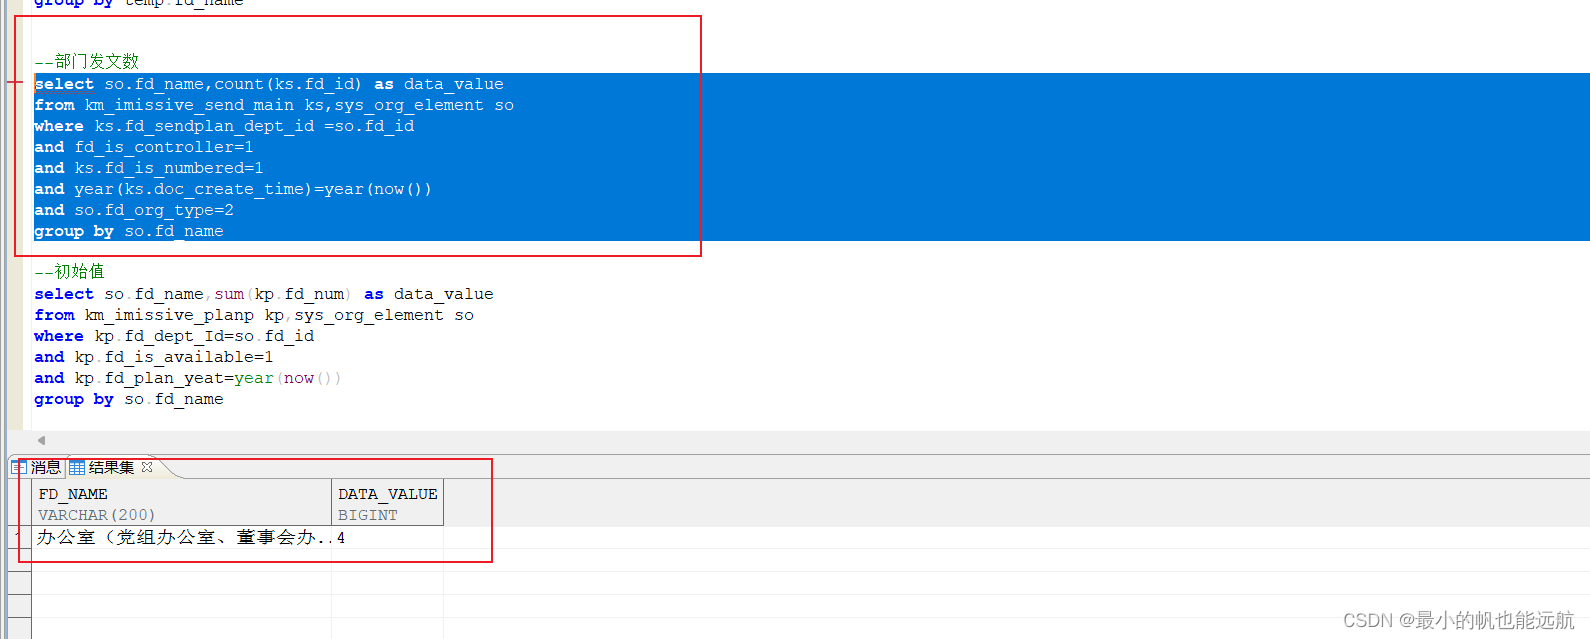 group by temp.fd_name
--部门发文数
select so.fd_name,count(ks.fd_id) as data_value
from km_imissive_send_main ks,sys_org_element so
where ks.fd_sendplan_dept_id =so.fd_id
and fd_is_controller=1
and ks.fd_is_numbered=1
and year(ks.doc_create_time)=year(now())
and so.fd_org_type=2
group by so.fd_name
--初始值
select so.fd_name,sum(kp.fd_num) as data_value
from km_imissive_planp kp,sys_org_element so
where kp.fd_dept_Id=so.fd_id
and kp.fd_is_available=1
and kp.fd_plan_yeat=year(now())
group by so.fd_name
消息 结果集
FD_NAME DATA_VALUE
VARCHAR(200) BIGINT
办公室（党组办公室、董事会办.. 4
CSDN @最小的帆也能远航